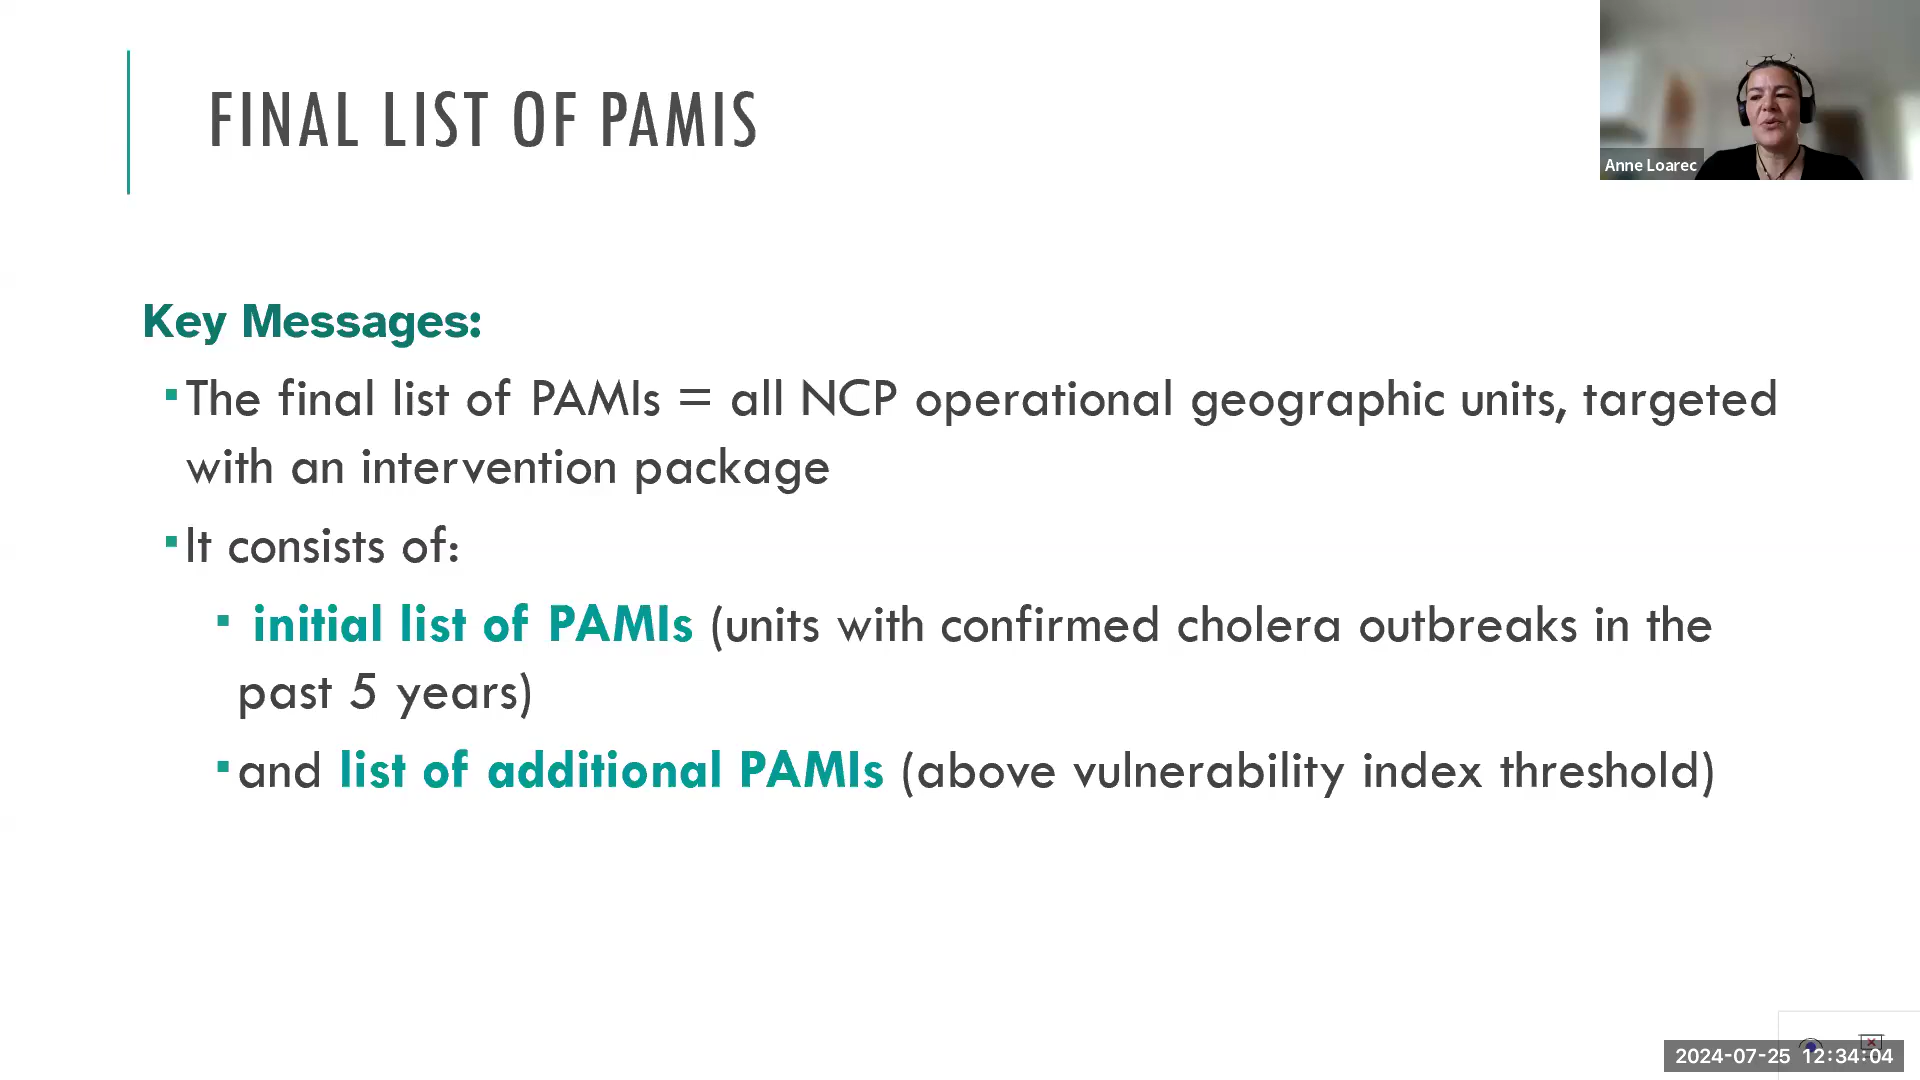 FINAL LIST OF PAMIS
Anne Loarec
Key Messages:
▪The final list of PAMIs = all NCP operational geographic units, targeted
with an intervention package
▪It consists of:
▪ initial list of PAMIs (units with confirmed cholera outbreaks in the
past 5 years)
▪and list of additional PAMIs (above vulnerability index threshold)
2024-07-25 12:34:04